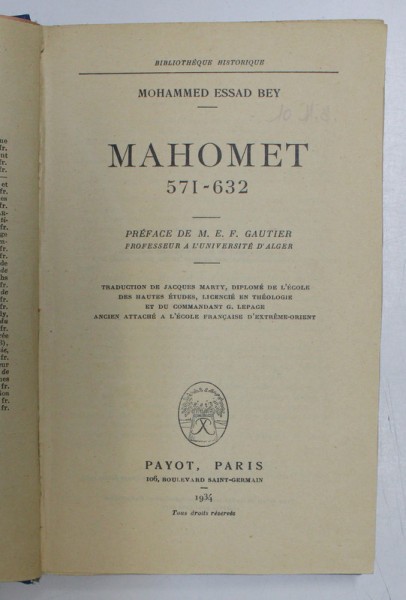 BIBLIOTHÈQUE HISTORIQUE
MOHAMMED ESSAD BEY
MAHOMET
571-632
PRÉFACE DE M. E. F. GAUTIER
PROFESSEUR A L'UNIVERSITÉ D'ALGER
TRADUCTION DE JACQUES MARTY, DIPLOMÉ DE L'ÉCOLE
DES HAUTES ÉTUDES, LICENCIÉ EN THÉOLOGIE
ET DU COMMANDANT G. LEPAGE
ANCIEN ATTACHÉ A L'ÉCOLE FRANÇAISE D'EXTRÊME-ORIENT
PAYOT, PARIS
106, BOULEVARD SAINT-GERMAIN
1934
Tous droits réservés